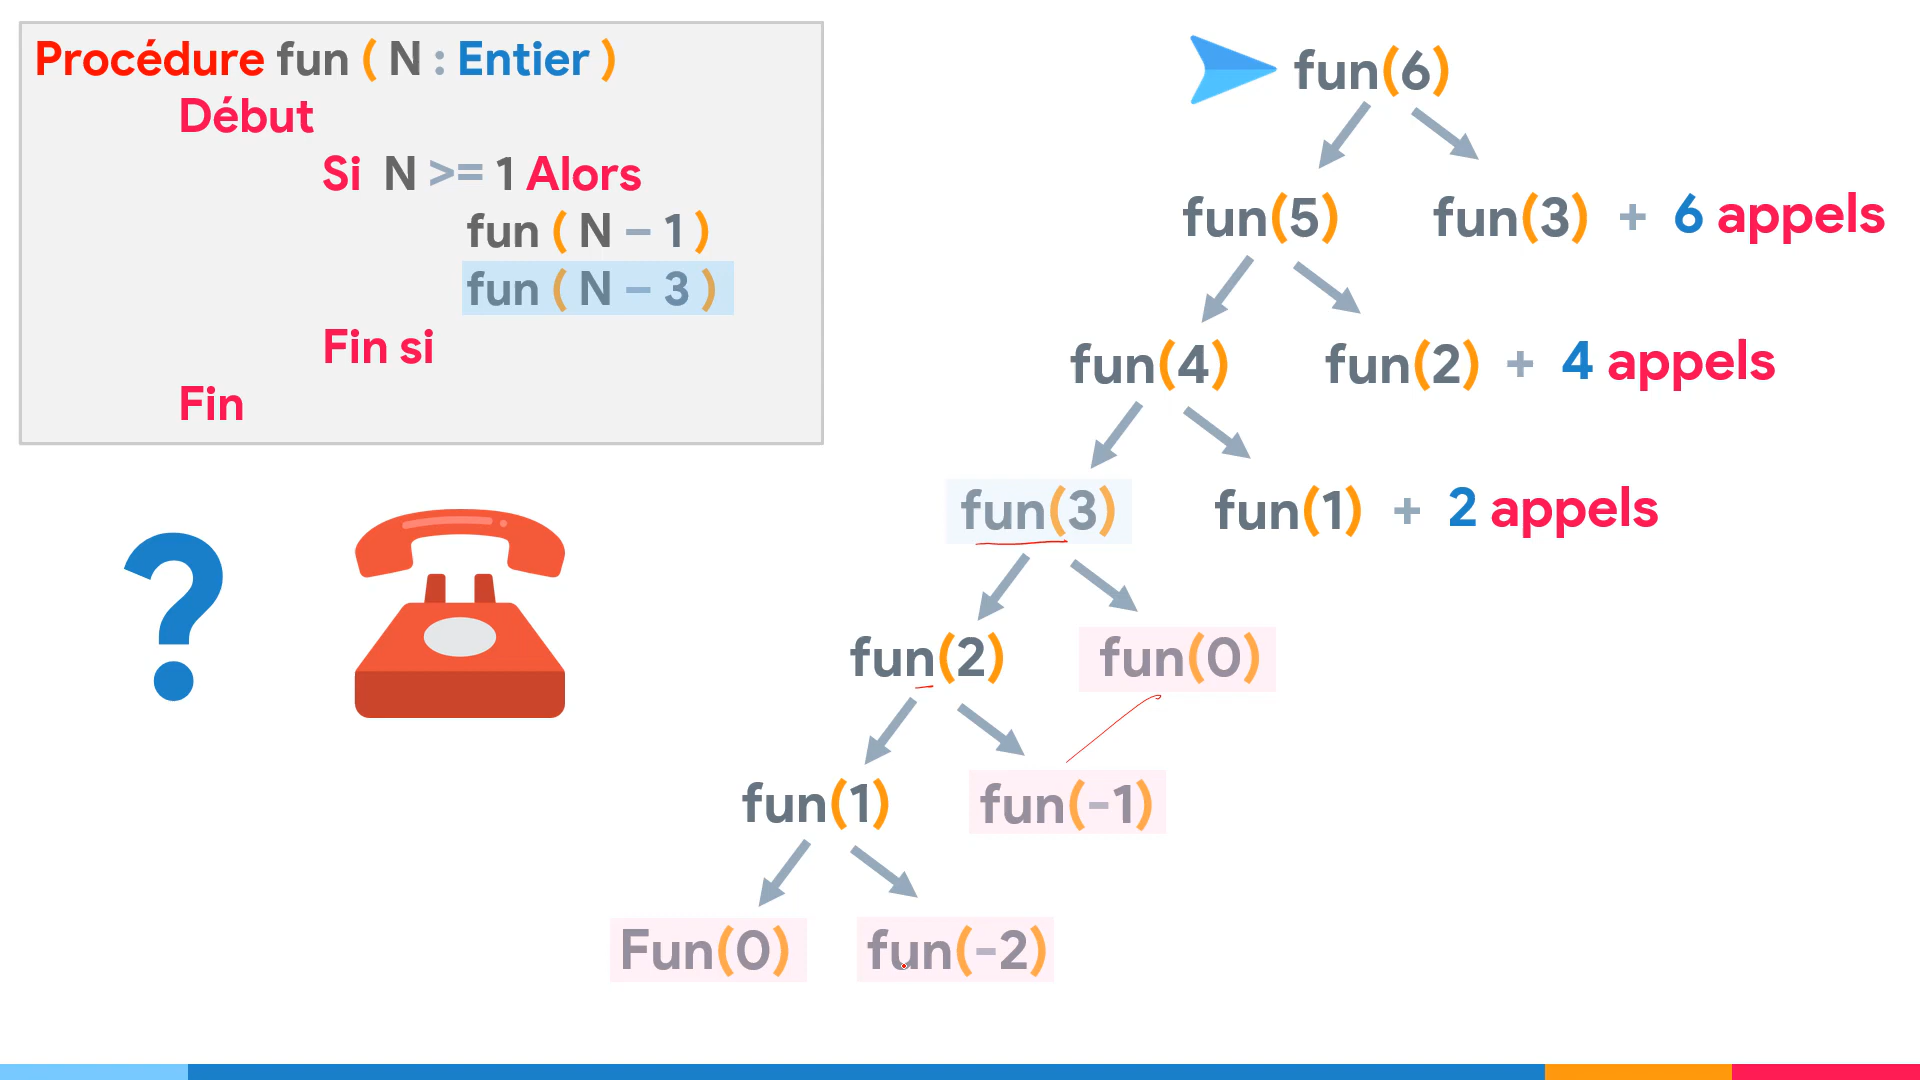 Procédure fun ( N : Entier )
Début
Si N >= 1 Alors
fun ( N – 1 )
fun ( N – 3 )
Fin si
Fin
?
fun(6)
fun(5) fun(3) + 6 appels
fun(4) fun(2) + 4 appels
fun(3) fun(1) + 2 appels
fun(2) fun(0)
fun(1) fun(-1)
Fun(0) fun(-2)